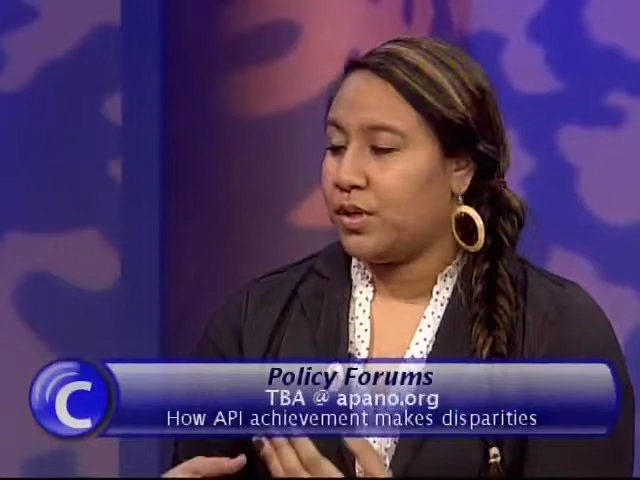 Policy Forums
TBA @ apano.org
How API achievement makes disparities